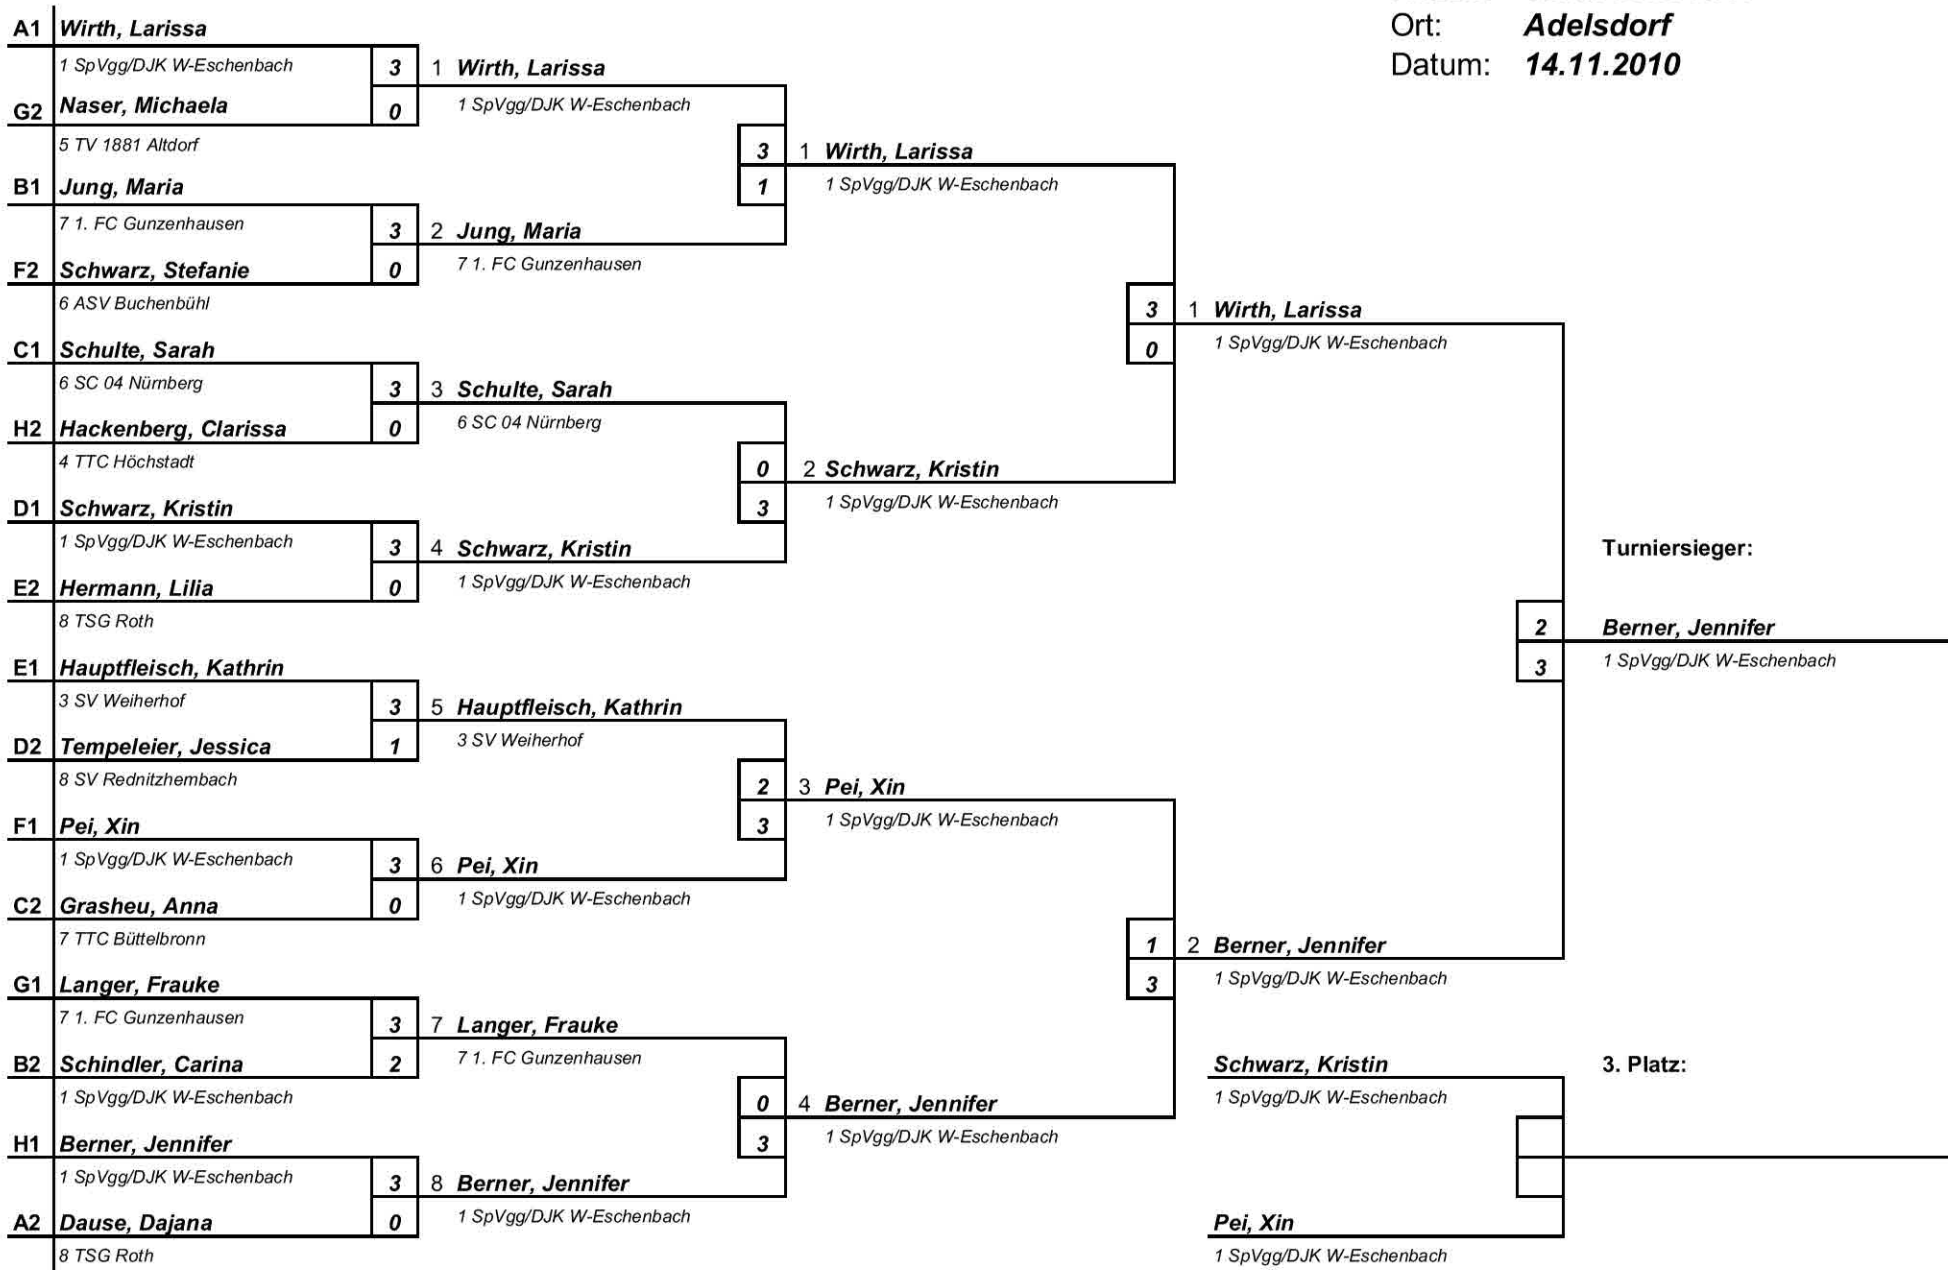 Ort: Adelsdorf
Datum: 14.11.2010
A1 Wirth, Larissa
1 SpVgg/DJK W-Eschenbach 3
G2 Naser, Michaela 0
5 TV 1881 Altdorf
B1 Jung, Maria
7 1. FC Gunzenhausen 3
F2 Schwarz, Stefanie 0
6 ASV Buchenbühl
C1 Schulte, Sarah
6 SC 04 Nürnberg 3
H2 Hackenberg, Clarissa 0
4 TTC Höchstadt
D1 Schwarz, Kristin
1 SpVgg/DJK W-Eschenbach 3
E2 Hermann, Lilia 0
8 TSG Roth
E1 Hauptfleisch, Kathrin
3 SV Weiherhof 3
D2 Tempeleier, Jessica 1
8 SV Rednitzhembach
F1 Pei, Xin
1 SpVgg/DJK W-Eschenbach 3
C2 Grasheu, Anna 0
7 TTC Büttelbronn
G1 Langer, Frauke
7 1. FC Gunzenhausen 3
B2 Schindler, Carina 2
1 SpVgg/DJK W-Eschenbach
H1 Berner, Jennifer
1 SpVgg/DJK W-Eschenbach 3
A2 Dause, Dajana 0
8 TSG Roth
1 Wirth, Larissa
1 SpVgg/DJK W-Eschenbach
3
1
2 Jung, Maria
7 1. FC Gunzenhausen
3 Schulte, Sarah
6 SC 04 Nürnberg
0
3
4 Schwarz, Kristin
1 SpVgg/DJK W-Eschenbach
5 Hauptfleisch, Kathrin
3 SV Weiherhof
2
3
6 Pei, Xin
1 SpVgg/DJK W-Eschenbach
7 Langer, Frauke
7 1. FC Gunzenhausen
0
3
8 Berner, Jennifer
1 SpVgg/DJK W-Eschenbach
1 Wirth, Larissa
1 SpVgg/DJK W-Eschenbach
3
0
2 Schwarz, Kristin
1 SpVgg/DJK W-Eschenbach
3 Pei, Xin
1 SpVgg/DJK W-Eschenbach
1
3
4 Berner, Jennifer
1 SpVgg/DJK W-Eschenbach
1 Wirth, Larissa
1 SpVgg/DJK W-Eschenbach
2
3
2 Berner, Jennifer
1 SpVgg/DJK W-Eschenbach
Turniersieger:
Berner, Jennifer
1 SpVgg/DJK W-Eschenbach
Schwarz, Kristin
1 SpVgg/DJK W-Eschenbach
3. Platz:
Pei, Xin
1 SpVgg/DJK W-Eschenbach